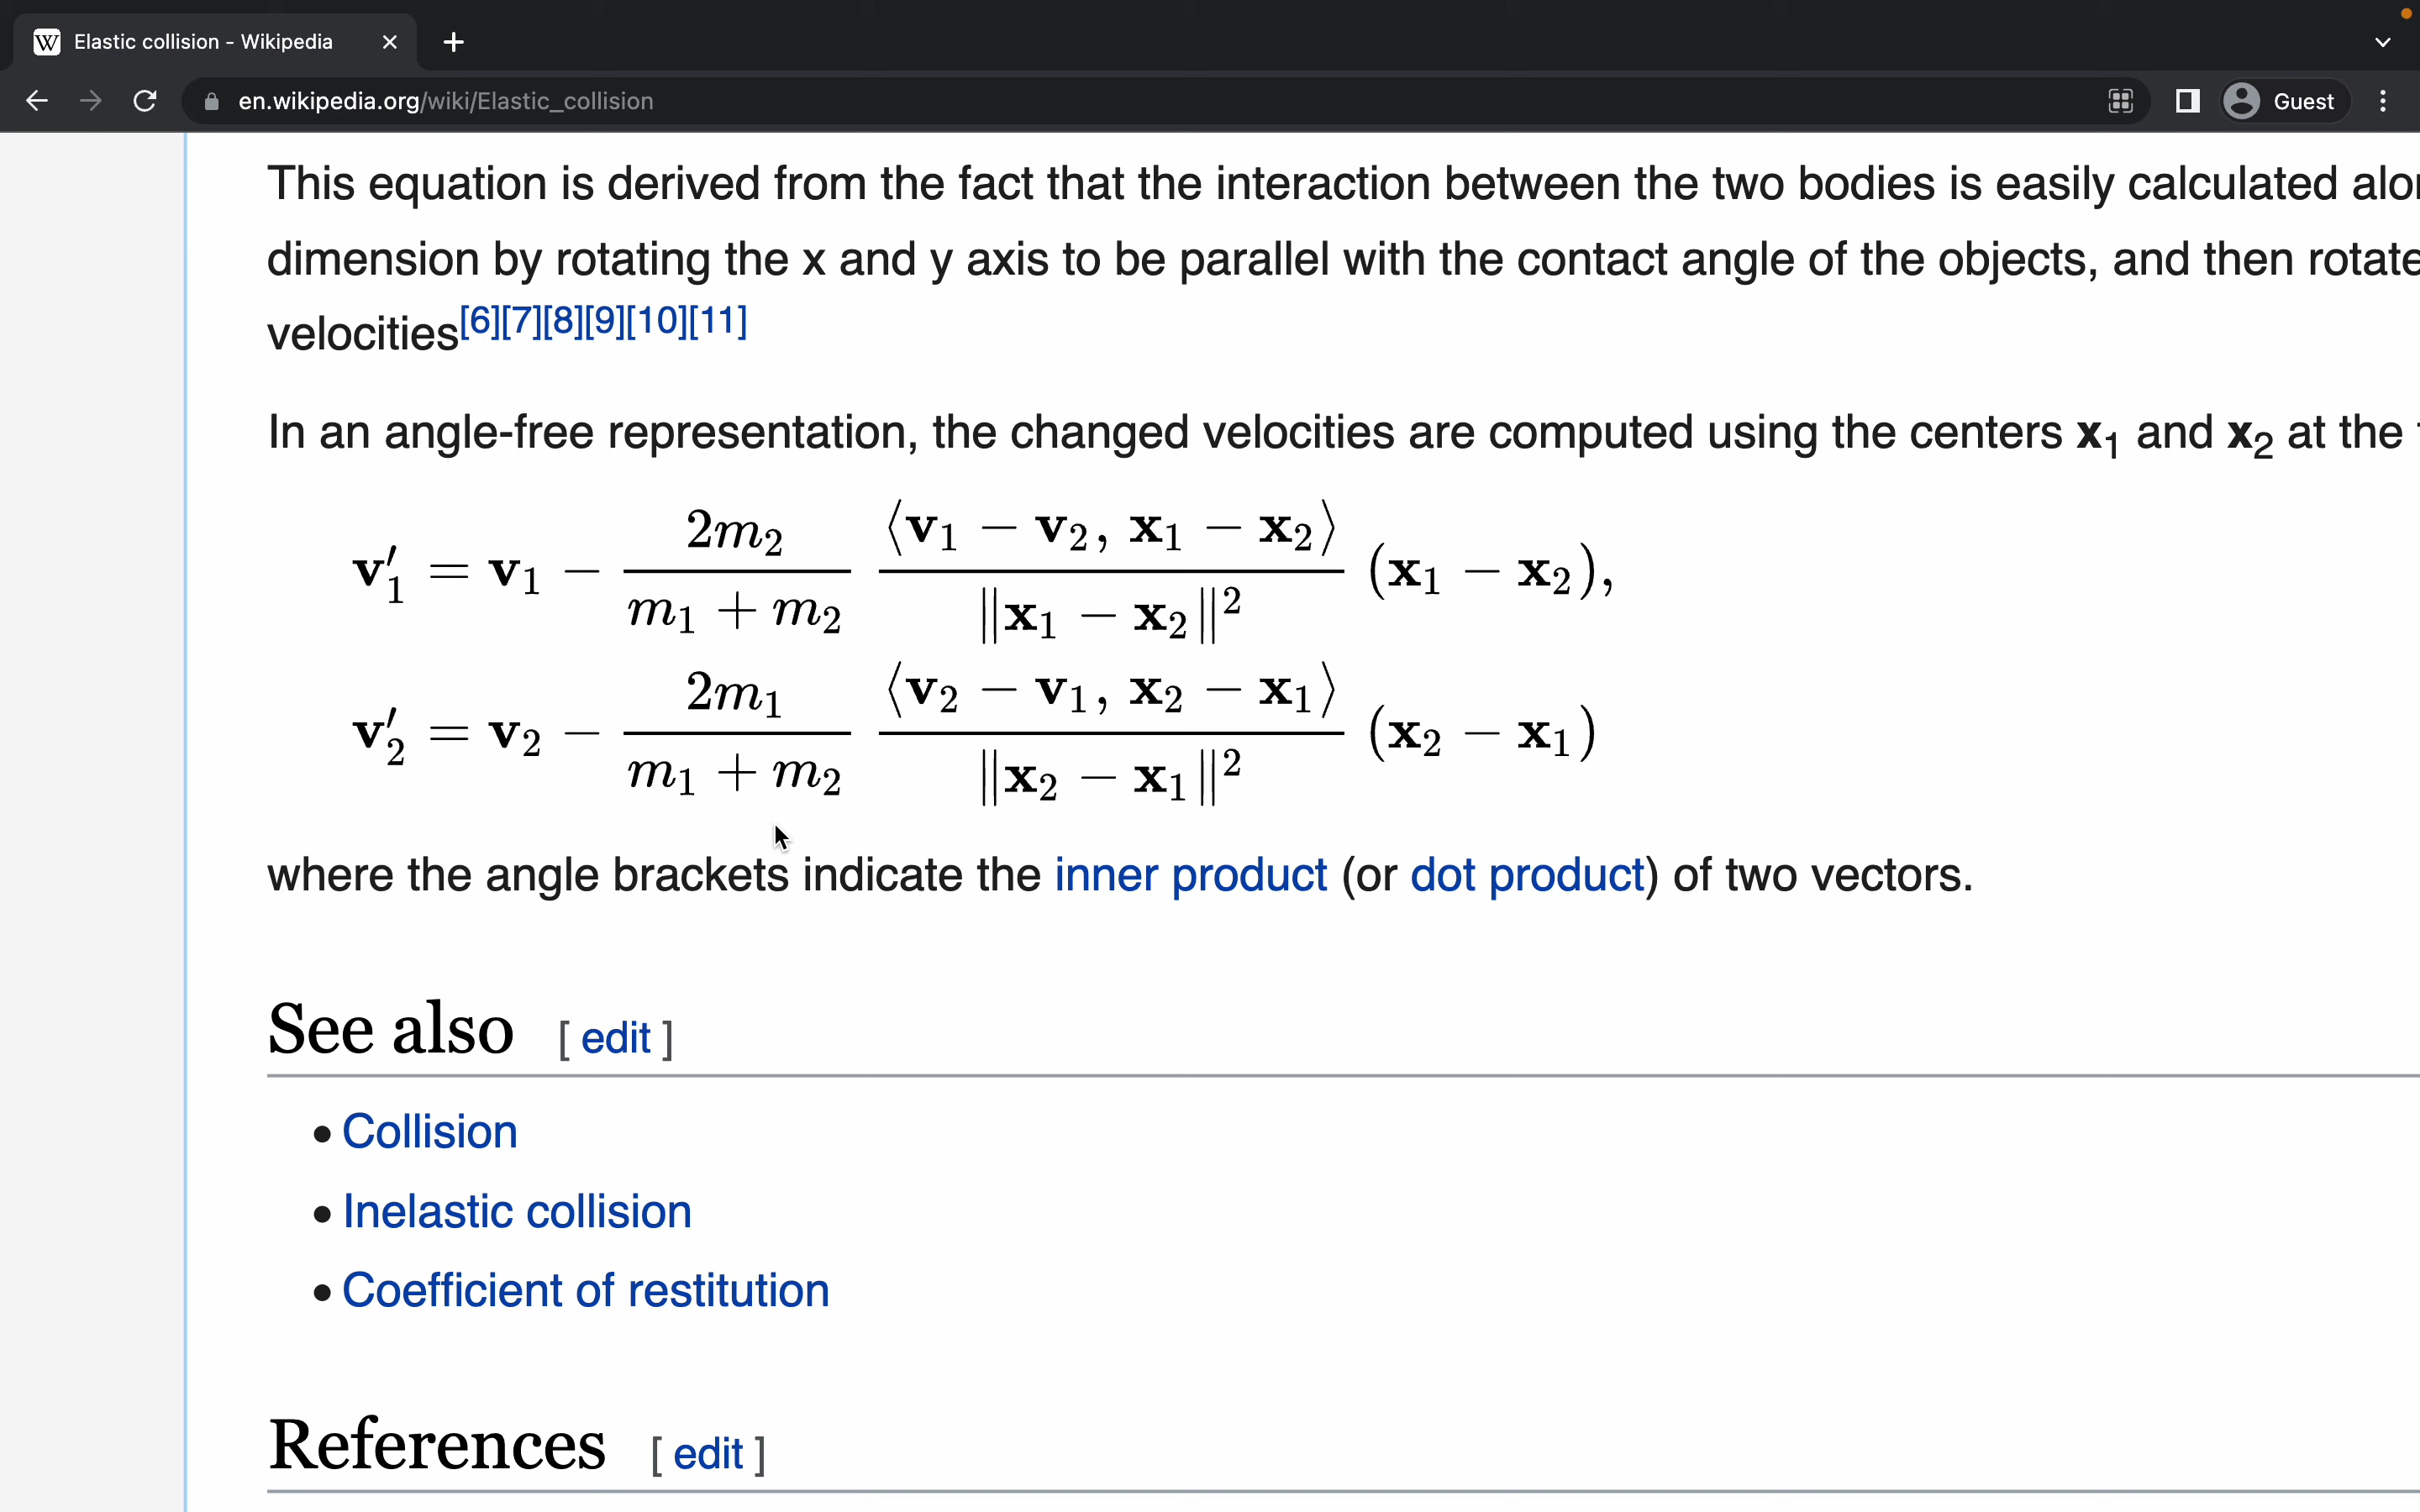 Elastic collision - Wikipedia
en.wikipedia.org/wiki/Elastic_collision
Guest
This equation is derived from the fact that the interaction between the two bodies is easily calculated
dimension by rotating the x and y axis to be parallel with the contact angle of the objects, and then
velocities[6][7][8][9][10][11]
In an angle-free representation, the changed velocities are computed using the centers x₁ and x₂ at the
v₁′ = v₁ − 2m₂/(m₁ + m₂) ⟨v₁ − v₂, x₁ − x₂⟩/‖x₁ − x₂‖² (x₁ − x₂),
v₂′ = v₂ − 2m₁/(m₁ + m₂) ⟨v₂ − v₁, x₂ − x₁⟩/‖x₂ − x₁‖² (x₂ − x₁)
where the angle brackets indicate the inner product (or dot product) of two vectors.
See also [ edit ]
• Collision
• Inelastic collision
• Coefficient of restitution
References [ edit ]